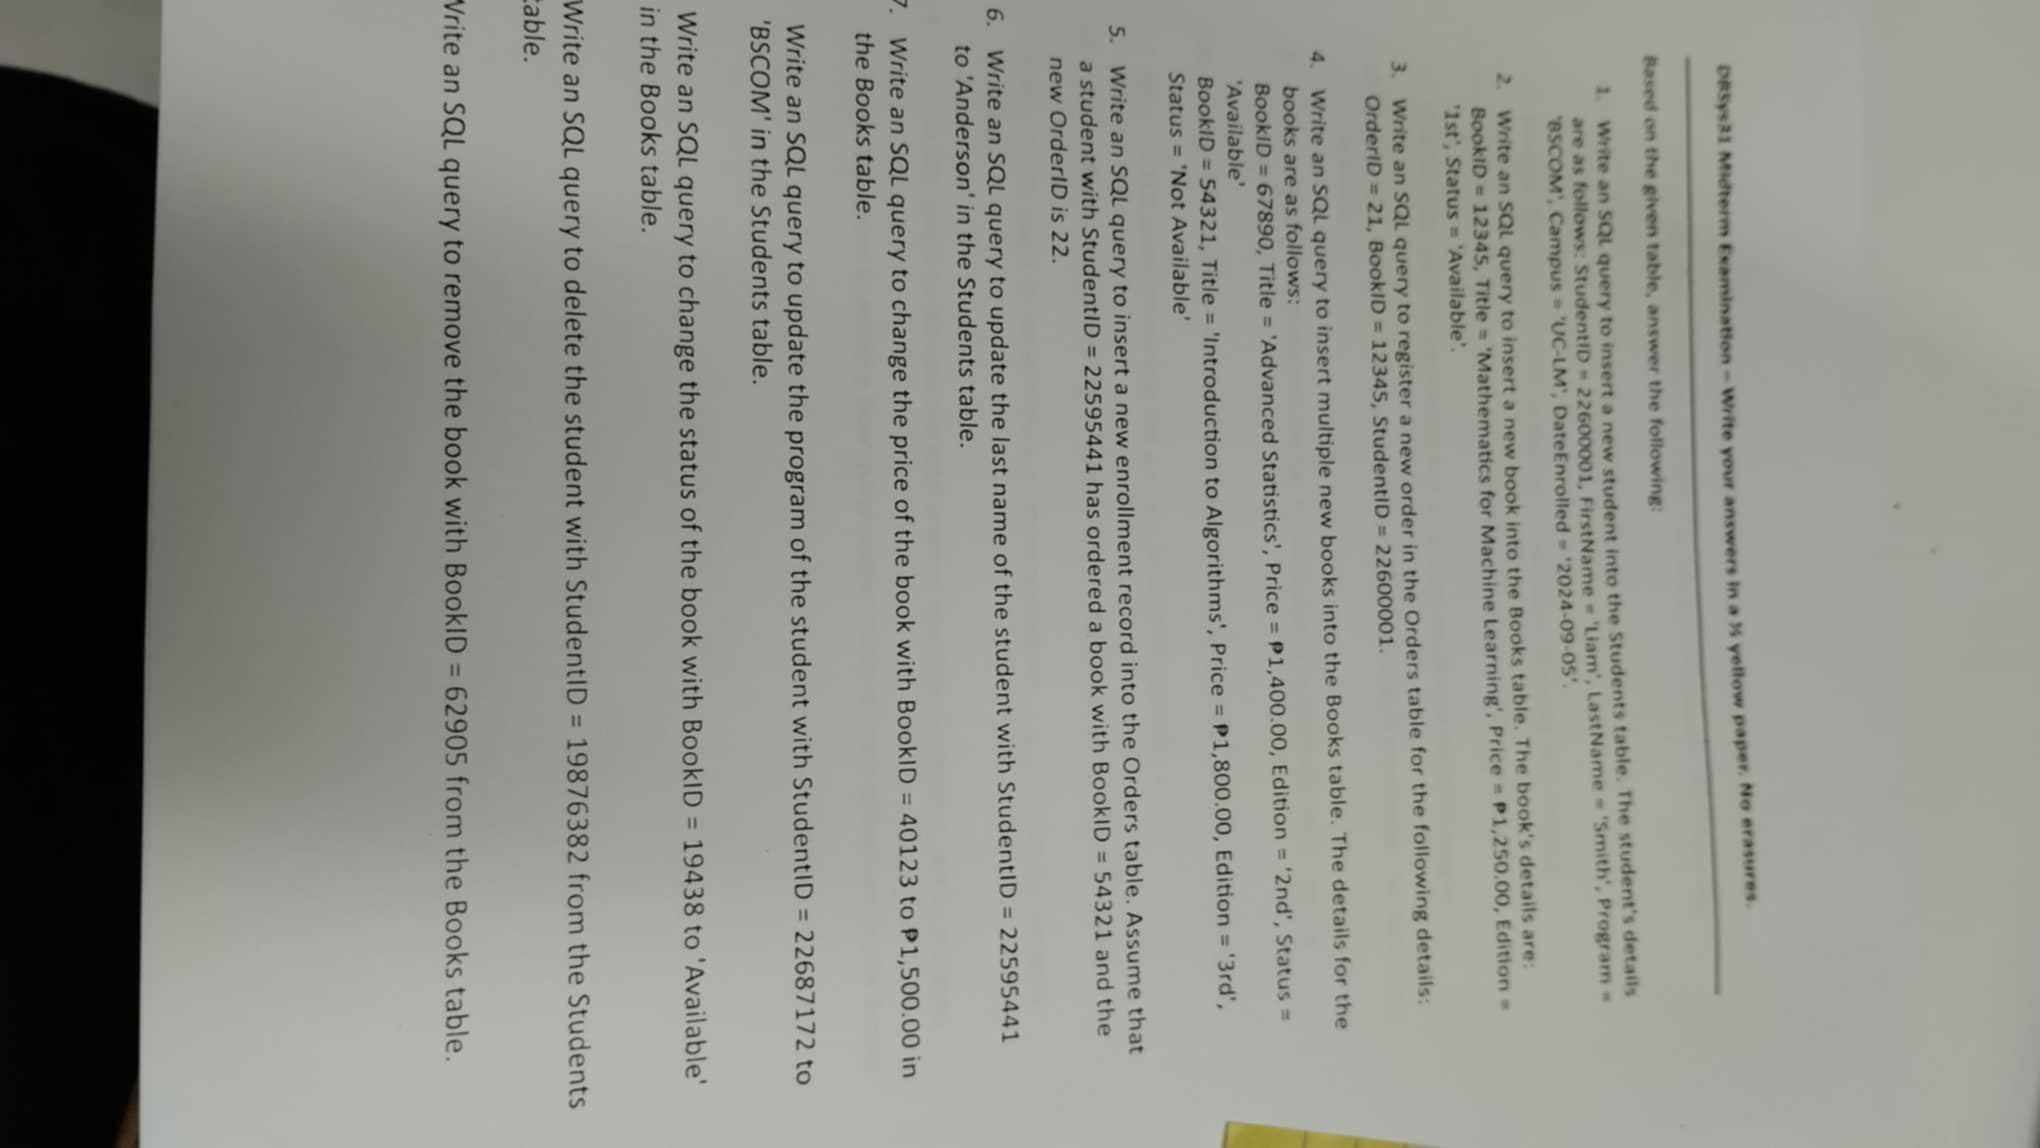 DBSys31 Midterm Examination – Write your answers in a ½ yellow paper. No erasures.
Based on the given table, answer the following:
1. Write an SQL query to insert a new student into the Students table. The student's details
are as follows: StudentID = 22600001, FirstName = 'Liam', LastName = 'Smith', Program =
'BSCOM', Campus = 'UC-LM', DateEnrolled = '2024-09-05'.
2. Write an SQL query to insert a new book into the Books table. The book's details are:
BookID = 12345, Title = 'Mathematics for Machine Learning', Price = ₱1,250.00, Edition =
'1st', Status = 'Available'.
3. Write an SQL query to register a new order in the Orders table for the following details:
OrderID = 21, BookID = 12345, StudentID = 22600001.
4. Write an SQL query to insert multiple new books into the Books table. The details for the
books are as follows:
BookID = 67890, Title = 'Advanced Statistics', Price = ₱1,400.00, Edition = '2nd', Status =
'Available'
BookID = 54321, Title = 'Introduction to Algorithms', Price = ₱1,800.00, Edition = '3rd',
Status = 'Not Available'
5. Write an SQL query to insert a new enrollment record into the Orders table. Assume that
a student with StudentID = 22595441 has ordered a book with BookID = 54321 and the
new OrderID is 22.
6. Write an SQL query to update the last name of the student with StudentID = 22595441
to 'Anderson' in the Students table.
7. Write an SQL query to change the price of the book with BookID = 40123 to ₱1,500.00 in
the Books table.
Write an SQL query to update the program of the student with StudentID = 22687172 to
'BSCOM' in the Students table.
Write an SQL query to change the status of the book with BookID = 19438 to 'Available'
in the Books table.
Write an SQL query to delete the student with StudentID = 19876382 from the Students
table.
Write an SQL query to remove the book with BookID = 62905 from the Books table.